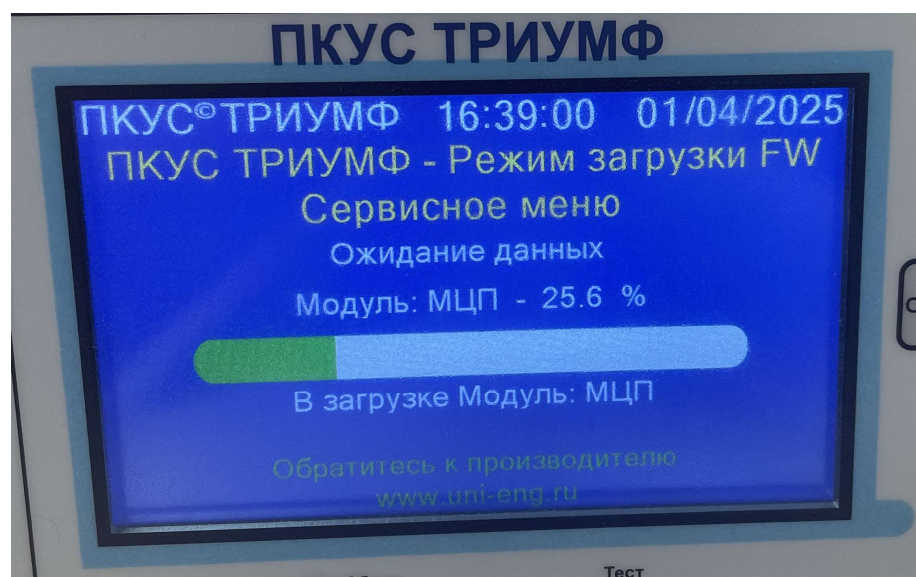 ПКУС ТРИУМФ
ПКУС© ТРИУМФ 16:39:00 01/04/2025
ПКУС ТРИУМФ - Режим загрузки FW
Сервисное меню
Ожидание данных
Модуль: МЦП - 25.6 %
В загрузке Модуль: МЦП
Обратитесь к производителю
www.uni-eng.ru
Тест